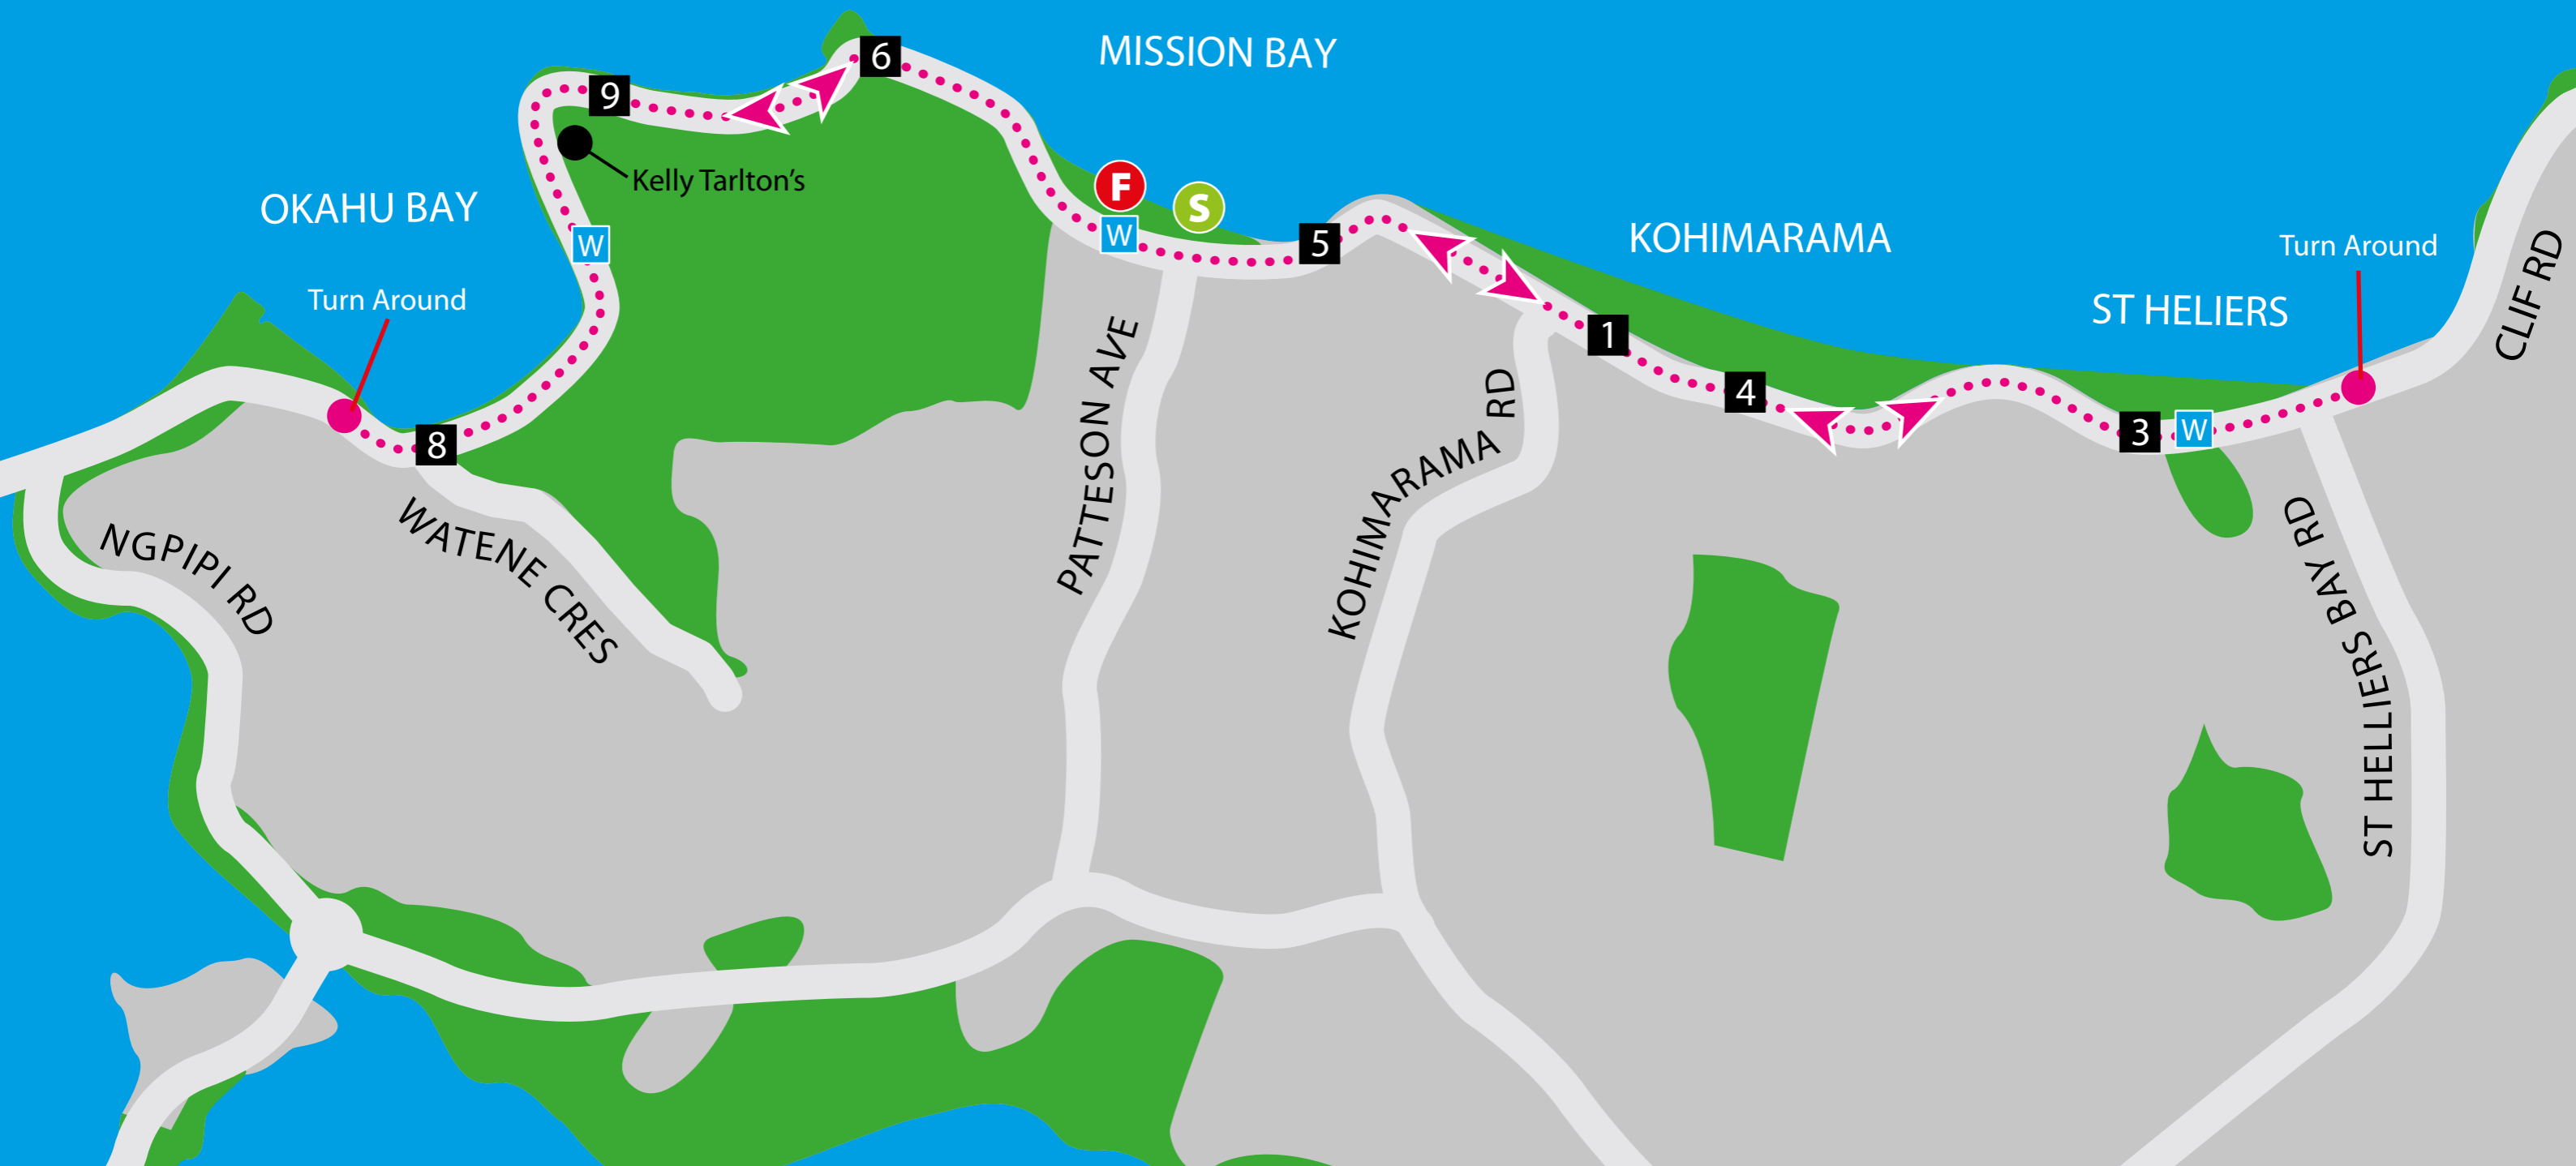 MISSION BAY
6
9
Kelly Tarlton's
OKAHU BAY
F
S
W
W
5
KOHIMARAMA
Turn Around
ST HELIERS
CLIF RD
Turn Around
1
4
3
W
8
NGPIPI RD
WATENE CRES
PATTESON AVE
KOHIMARAMA RD
ST HELIERS BAY RD